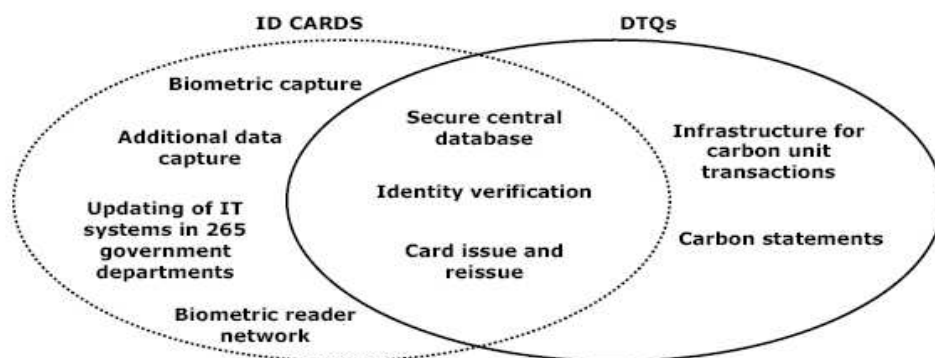 ID CARDS
DTQs
Biometric capture
Additional data
capture
Updating of IT
systems in 265
government
departments
Biometric reader
network
Secure central
database
Identity verification
Card issue and
reissue
Infrastructure for
carbon unit
transactions
Carbon statements